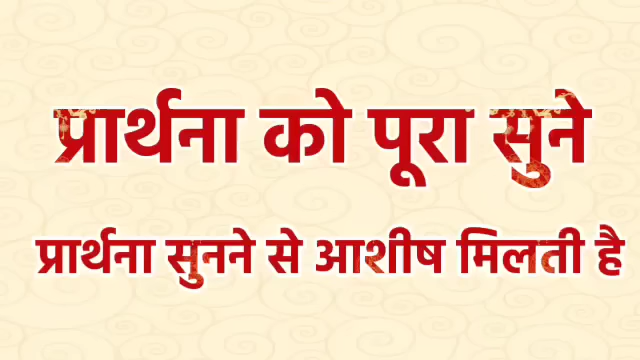 प्रार्थना को पूरा सुने
प्रार्थना सुनने से आशीष मिलती है